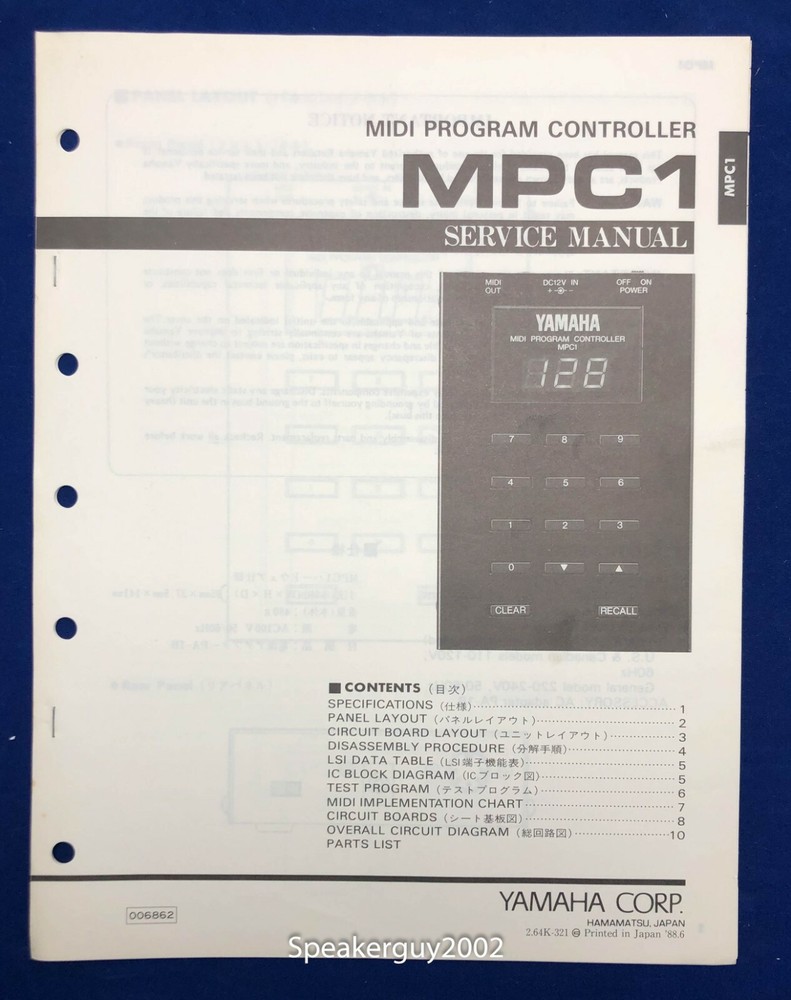 MIDI PROGRAM CONTROLLER
MPC1
MPC1
SERVICE MANUAL
MIDI OUT
DC12V IN
OFF ON
POWER
YAMAHA
MIDI PROGRAM CONTROLLER
MPC1
128
7 8 9
4 5 6
1 2 3
0 ▼ ▲
CLEAR RECALL
■ CONTENTS (目次)
SPECIFICATIONS (仕様) 1
PANEL LAYOUT (パネルレイアウト) 2
CIRCUIT BOARD LAYOUT (ユニットレイアウト) 3
DISASSEMBLY PROCEDURE (分解手順) 4
LSI DATA TABLE (LSI端子機能表) 5
IC BLOCK DIAGRAM (ICブロック図) 5
TEST PROGRAM (テストプログラム) 6
MIDI IMPLEMENTATION CHART 7
CIRCUIT BOARDS (シート基板図) 8
OVERALL CIRCUIT DIAGRAM (総回路図) 10
PARTS LIST
006862
YAMAHA CORP.
HAMAMATSU, JAPAN
2.64K-321 Printed in Japan '88.6
Speakerguy2002